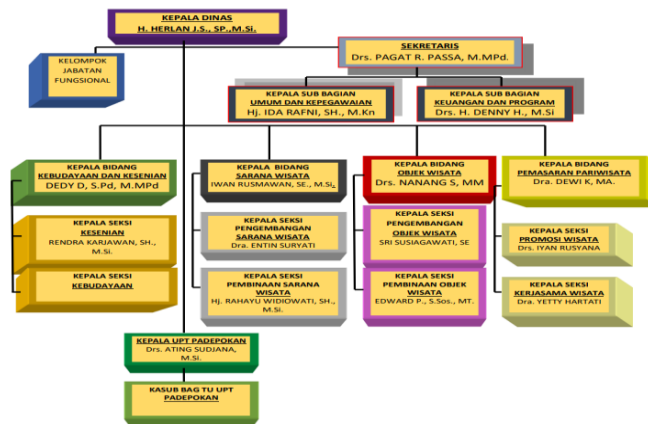 KEPALA DINAS
H. HERLAN J.S., SP.,M.Si.
KELOMPOK
JABATAN
FUNGSIONAL
SEKRETARIS
Drs. PAGAT R. PASSA, M.MPd.
KEPALA SUB BAGIAN
UMUM DAN KEPEGAWAIAN
Hj. IDA RAFNI, SH., M.Kn
KEPALA SUB BAGIAN
KEUANGAN DAN PROGRAM
Drs. H. DENNY H., M.Si
KEPALA BIDANG
KEBUDAYAAN DAN KESENIAN
DEDY D, S.Pd, M.MPd
KEPALA BIDANG
SARANA WISATA
IWAN RUSMAWAN, SE., M.Si.
KEPALA BIDANG
OBJEK WISATA
Drs. NANANG S, MM
KEPALA BIDANG
PEMASARAN PARIWISATA
Dra. DEWI K, MA.
KEPALA SEKSI
KESENIAN
RENDRA KARJAWAN, SH.,
M.Si.
KEPALA SEKSI
PENGEMBANGAN
SARANA WISATA
Dra. ENTIN SURYATI
KEPALA SEKSI
PENGEMBANGAN
OBJEK WISATA
SRI SUSIAGAWATI, SE
KEPALA SEKSI
PROMOSI WISATA
Drs. IYAN RUSYANA
KEPALA SEKSI
KEBUDAYAAN
KEPALA SEKSI
PEMBINAAN SARANA
WISATA
Hj. RAHAYU WIDIOWATI, SH.,
M.Si.
KEPALA SEKSI
PEMBINAAN OBJEK
WISATA
EDWARD P., S.Sos., MT.
KEPALA SEKSI
KERJASAMA WISATA
Dra. YETTY HARTATI
KEPALA UPT PADEPOKAN
Drs. ATING SUDJANA,
M.Si.
KASUB BAG TU UPT
PADEPOKAN